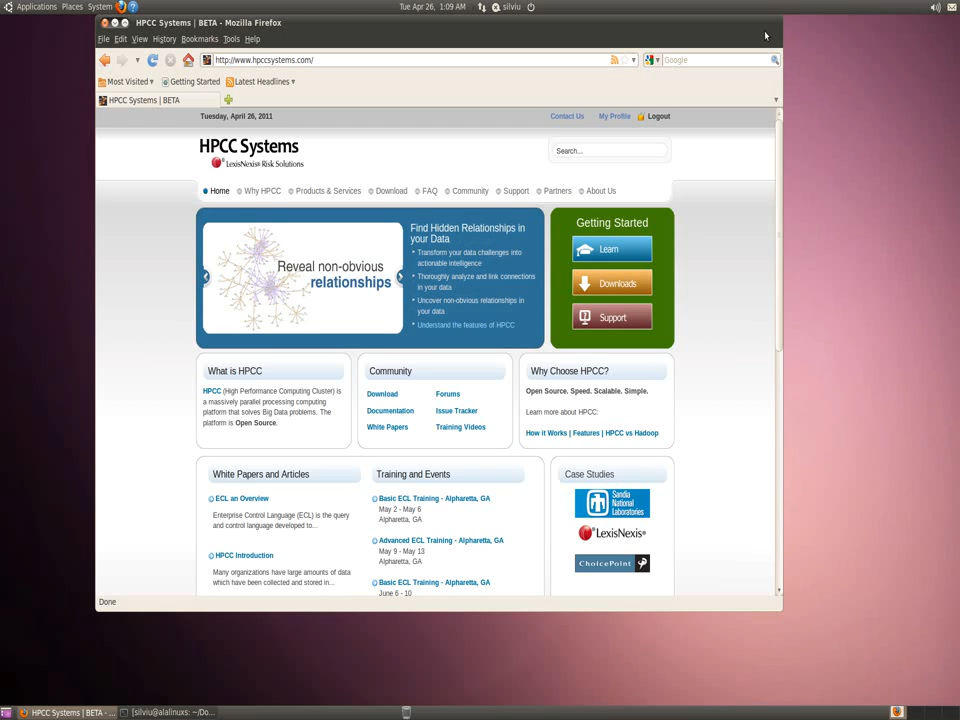 Applications Places System Tue Apr 26, 1:09 AM silviu
HPCC Systems | BETA - Mozilla Firefox
File Edit View History Bookmarks Tools Help
http://www.hpccsystems.com/ Google
Most Visited Getting Started Latest Headlines
HPCC Systems | BETA
Tuesday, April 26, 2011 Contact Us My Profile Logout
HPCC Systems
LexisNexis Risk Solutions
Search...
Home Why HPCC Products & Services Download FAQ Community Support Partners About Us
Reveal non-obvious
relationships
Find Hidden Relationships in
your Data
Transform your data challenges into
actionable intelligence
Thoroughly analyze and link connections
in your data
Uncover non-obvious relationships in
your data
Understand the features of HPCC
Getting Started
Learn
Downloads
Support
What is HPCC
HPCC (High Performance Computing Cluster) is
a massively parallel processing computing
platform that solves Big Data problems. The
platform is Open Source.
Community
Download Forums
Documentation Issue Tracker
White Papers Training Videos
Why Choose HPCC?
Open Source. Speed. Scalable. Simple.
Learn more about HPCC:
How it Works | Features | HPCC vs Hadoop
White Papers and Articles
ECL an Overview
Enterprise Control Language (ECL) is the query
and control language developed to...
HPCC Introduction
Many organizations have large amounts of data
which have been collected and stored in...
Training and Events
Basic ECL Training - Alpharetta, GA
May 2 - May 6
Alpharetta, GA
Advanced ECL Training - Alpharetta, GA
May 9 - May 13
Alpharetta, GA
Basic ECL Training - Alpharetta, GA
June 6 - 10
Case Studies
Sandia
National
Laboratories
LexisNexis®
ChoicePoint
Done
HPCC Systems | BETA - ... [silviu@alalinuxs: ~/Do...